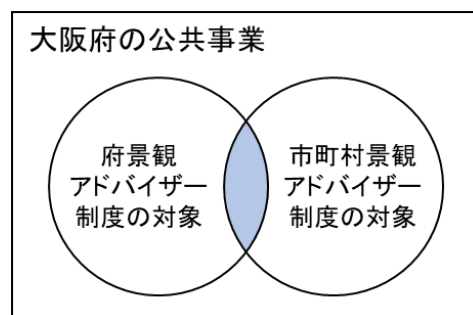 大阪府の公共事業
府景観
アドバイザー
制度の対象
市町村景観
アドバイザー
制度の対象